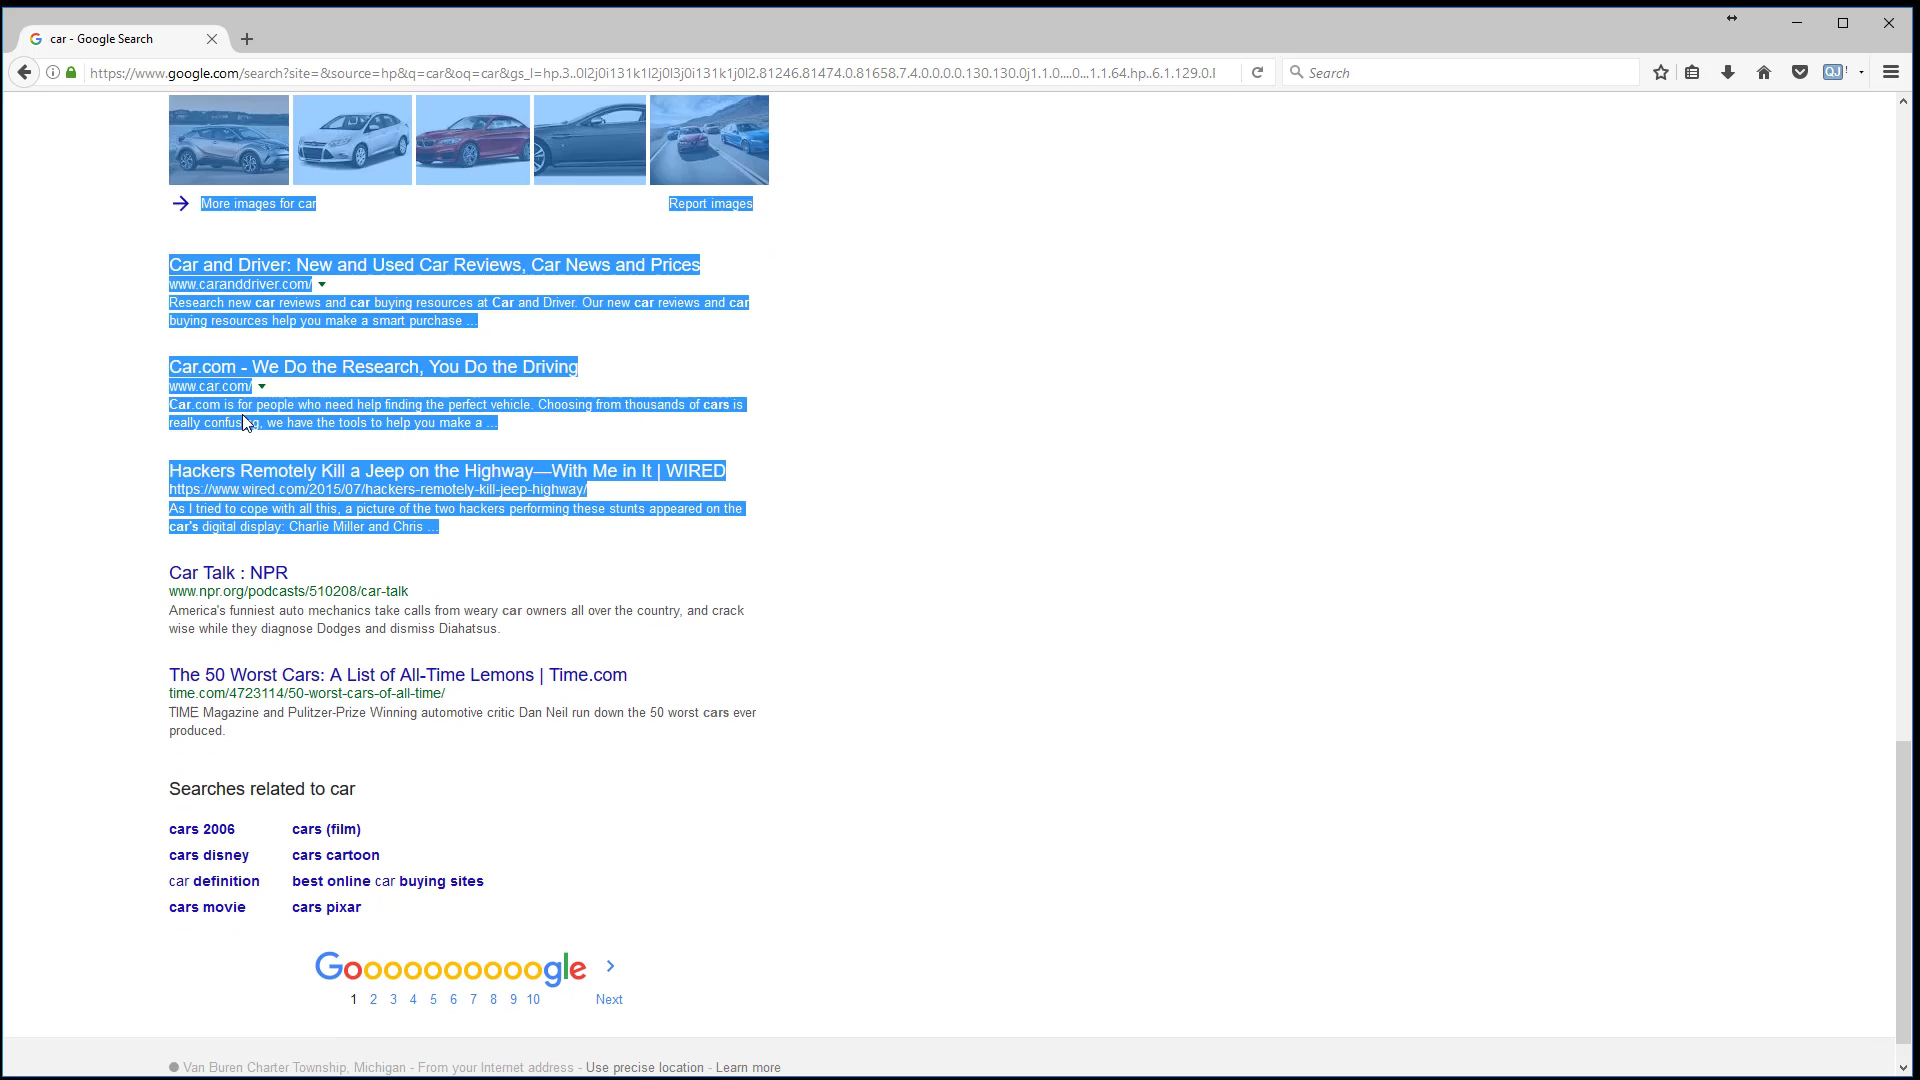 car - Google Search
https://www.google.com/search?site=&source=hp&q=car&oq=car&gs_l=hp.3..0l2j0i131k1l2j0l3j0i131k1j0l2.81246.81474.0.81658.7.4.0.0.0.0.130.130.0j1.1.0....0...1.1.64.hp..6.1.129.0.l
Search
QJ !
More images for car
Report images
Car and Driver: New and Used Car Reviews, Car News and Prices
www.caranddriver.com/
Research new car reviews and car buying resources at Car and Driver. Our new car reviews and car
buying resources help you make a smart purchase ...
Car.com - We Do the Research, You Do the Driving
www.car.com/
Car.com is for people who need help finding the perfect vehicle. Choosing from thousands of cars is
really confusing, we have the tools to help you make a ...
Hackers Remotely Kill a Jeep on the Highway—With Me in It | WIRED
https://www.wired.com/2015/07/hackers-remotely-kill-jeep-highway/
As I tried to cope with all this, a picture of the two hackers performing these stunts appeared on the
car's digital display: Charlie Miller and Chris ...
Car Talk : NPR
www.npr.org/podcasts/510208/car-talk
America's funniest auto mechanics take calls from weary car owners all over the country, and crack
wise while they diagnose Dodges and dismiss Diahatsus.
The 50 Worst Cars: A List of All-Time Lemons | Time.com
time.com/4723114/50-worst-cars-of-all-time/
TIME Magazine and Pulitzer-Prize Winning automotive critic Dan Neil run down the 50 worst cars ever
produced.
Searches related to car
cars 2006 cars (film)
cars disney cars cartoon
car definition best online car buying sites
cars movie cars pixar
Goooooooooogle
1 2 3 4 5 6 7 8 9 10 Next
Van Buren Charter Township, Michigan - From your Internet address - Use precise location - Learn more